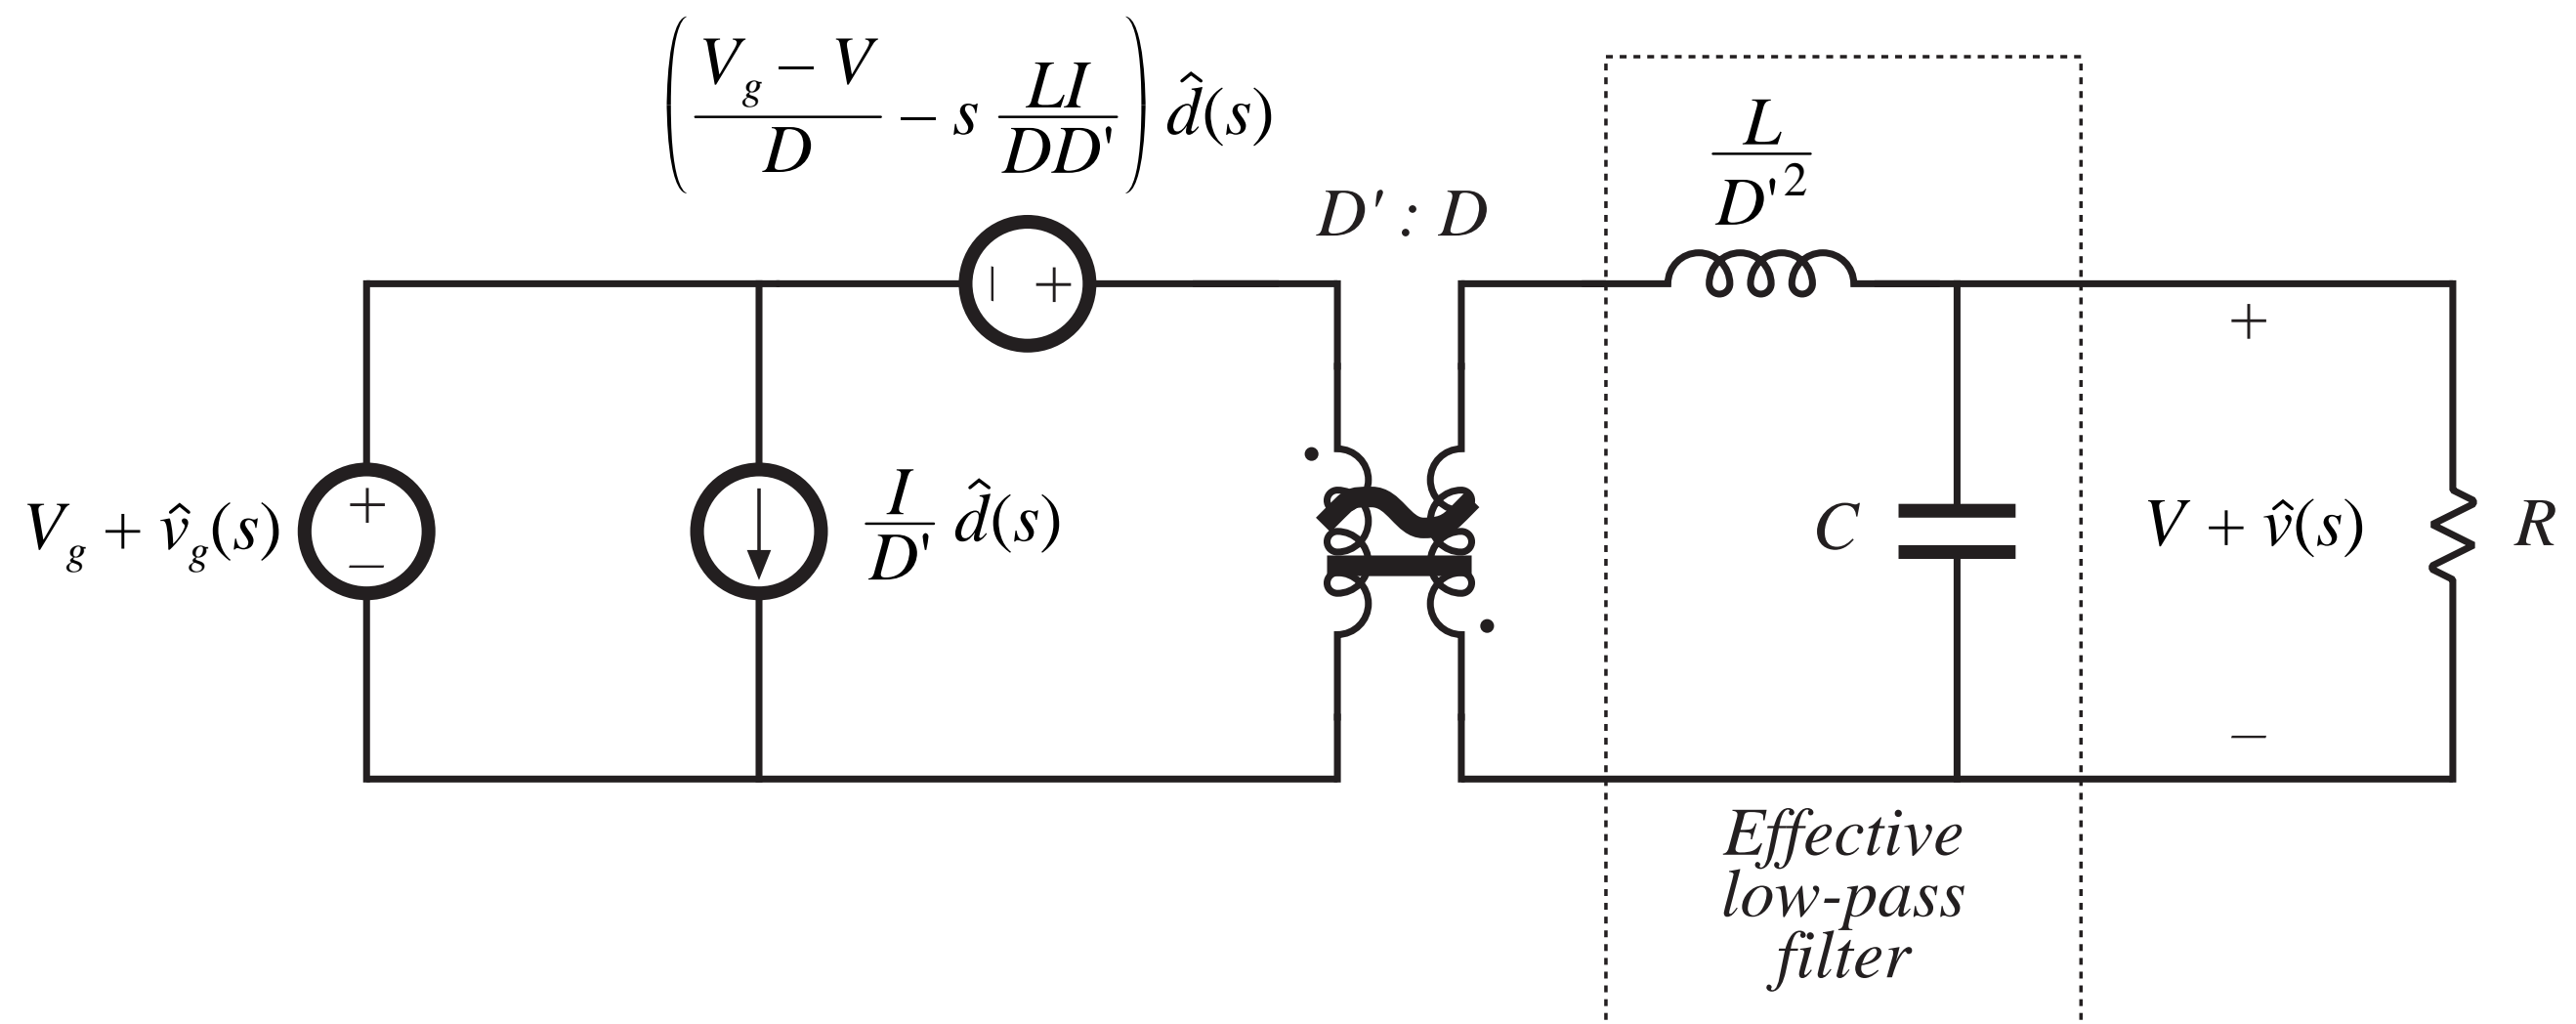 ( (V_g − V)/D − s LI/(DD') ) d̂(s)
L/D'²
D' : D
+
− +
+
−
V_g + v̂_g(s)
I/D' d̂(s)
C
V + v̂(s)
R
−
Effective
low-pass
filter